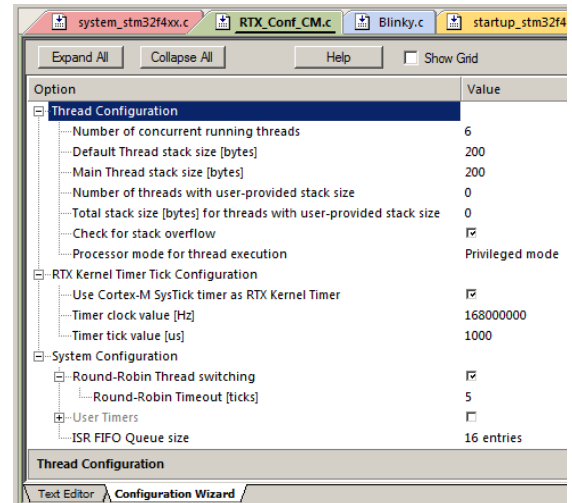 system_stm32f4xx.c RTX_Conf_CM.c Blinky.c startup_stm32f4
Expand All Collapse All Help Show Grid
Option Value
Thread Configuration
Number of concurrent running threads 6
Default Thread stack size [bytes] 200
Main Thread stack size [bytes] 200
Number of threads with user-provided stack size 0
Total stack size [bytes] for threads with user-provided stack size 0
Check for stack overflow
Processor mode for thread execution Privileged mode
RTX Kernel Timer Tick Configuration
Use Cortex-M SysTick timer as RTX Kernel Timer
Timer clock value [Hz] 168000000
Timer tick value [us] 1000
System Configuration
Round-Robin Thread switching
Round-Robin Timeout [ticks] 5
User Timers
ISR FIFO Queue size 16 entries
Thread Configuration
Text Editor Configuration Wizard